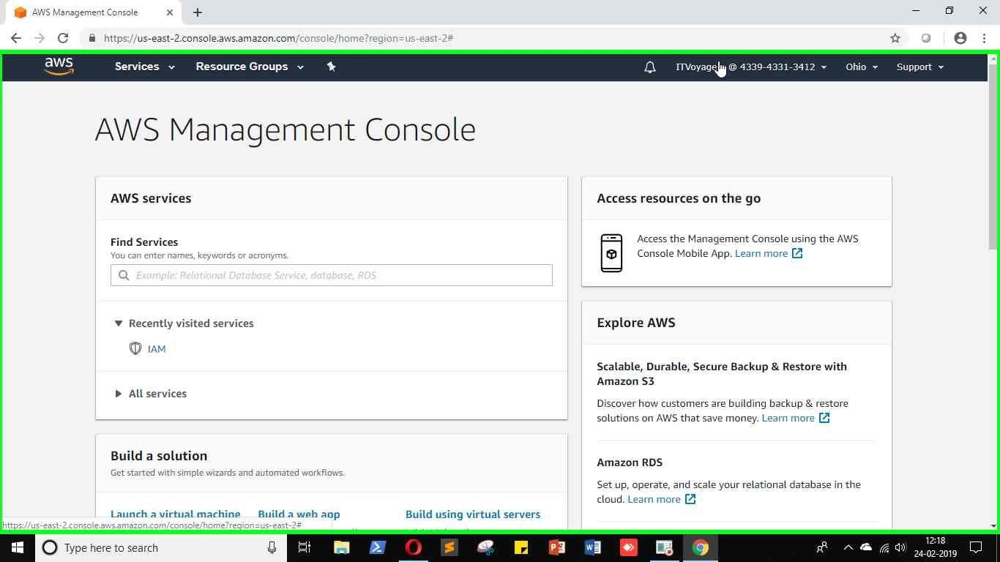 AWS Management Console
https://us-east-2.console.aws.amazon.com/console/home?region=us-east-2#
aws Services Resource Groups @ 4339-4331-3412 Ohio Support
AWS Management Console
AWS services
Find Services
You can enter names, keywords or acronyms.
Example: Relational Database Service, database, RDS
Recently visited services
IAM
All services
Build a solution
Get started with simple wizards and automated workflows.
Launch a virtual machine Build a web app Build using virtual servers
Access resources on the go
Access the Management Console using the AWS
Console Mobile App. Learn more
Explore AWS
Scalable, Durable, Secure Backup & Restore with
Amazon S3
Discover how customers are building backup & restore
solutions on AWS that save money. Learn more
Amazon RDS
Set up, operate, and scale your relational database in the
cloud. Learn more
https://us-east-2.console.aws.amazon.com/console/home?region=us-east-2#
Type here to search
12:18
24-02-2019